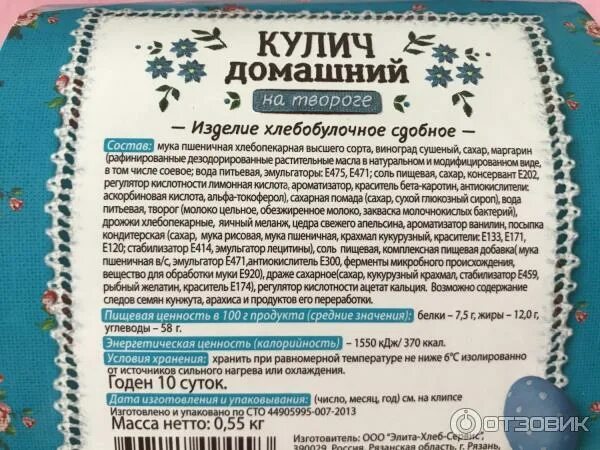 КУЛИЧ
домашний
на твороге
— Изделие хлебобулочное сдобное —
Состав: мука пшеничная хлебопекарная высшего сорта, виноград сушеный, сахар, маргарин
(рафинированные дезодорированные растительные масла в натуральном и модифицированном виде,
в том числе соевое; вода питьевая, эмульгаторы: Е475, Е471; соль пищевая, сахар, консервант Е202,
регулятор кислотности лимонная кислота, ароматизатор, краситель бета-каротин, антиокислители:
аскорбиновая кислота, альфа-токоферол), сахарная помада (сахар, сухой глюкозный сироп), вода
питьевая, творог (молоко цельное, обезжиренное молоко, закваска молочнокислых бактерий),
дрожжи хлебопекарные, яичный меланж, цедра свежего апельсина, ароматизатор ванилин, посыпка
кондитерская (сахар, мука рисовая, мука пшеничная, крахмал кукурузный, красители: Е133, Е171,
Е120; стабилизатор Е414, эмульгатор лецитины), соль пищевая, комплексная пищевая добавка( мука
пшеничная в/с, эмульгатор Е471,антиокислитель Е300, ферменты микробного происхождения,
вещество для обработки муки Е920), драже сахарное(сахар, кукурузный крахмал, стабилизатор Е459,
рыбный желатин, краситель Е174), регулятор кислотности ацетат кальция. Возможно содержание
следов семян кунжута, арахиса и продуктов его переработки.
Пищевая ценность в 100 г продукта (средние значения): белки – 7,5 г, жиры – 12,0 г,
углеводы – 58 г.
Энергетическая ценность (калорийность) – 1550 кДж/ 370 ккал.
Условия хранения: хранить при равномерной температуре не ниже 6°С изолированно
от источников сильного нагрева или охлаждения.
Годен 10 суток.
Дата изготовления и упаковывания: (число, месяц, год) см. на клипсе
Изготовлено и упаковано по СТО 44905995-007-2013
Масса нетто: 0,55 кг
Изготовитель: ООО "Элита-Хлеб-Сервис"
390029, Россия, Рязанская область, г. Рязань,
ОТЗОВИК